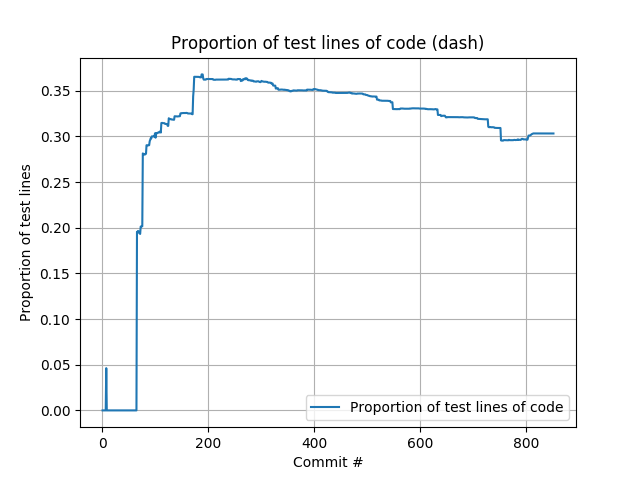 Proportion of test lines of code (dash)
Proportion of test lines
0.35
0.30
0.25
0.20
0.15
0.10
0.05
0.00
Proportion of test lines of code
0 200 400 600 800
Commit #